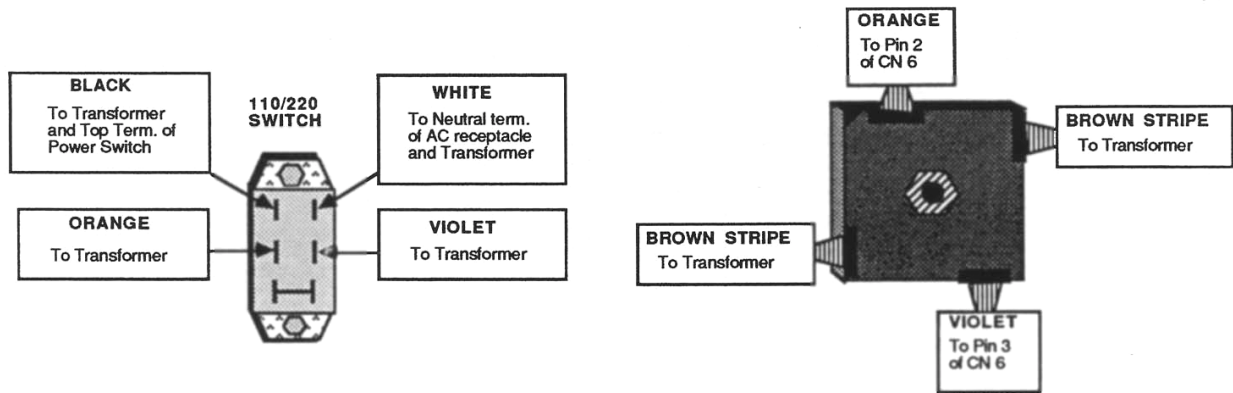 BLACK
To Transformer
and Top Term. of
Power Switch
110/220
SWITCH
WHITE
To Neutral term.
of AC receptacle
and Transformer
ORANGE
To Transformer
VIOLET
To Transformer
ORANGE
To Pin 2
of CN 6
BROWN STRIPE
To Transformer
BROWN STRIPE
To Transformer
VIOLET
To Pin 3
of CN 6